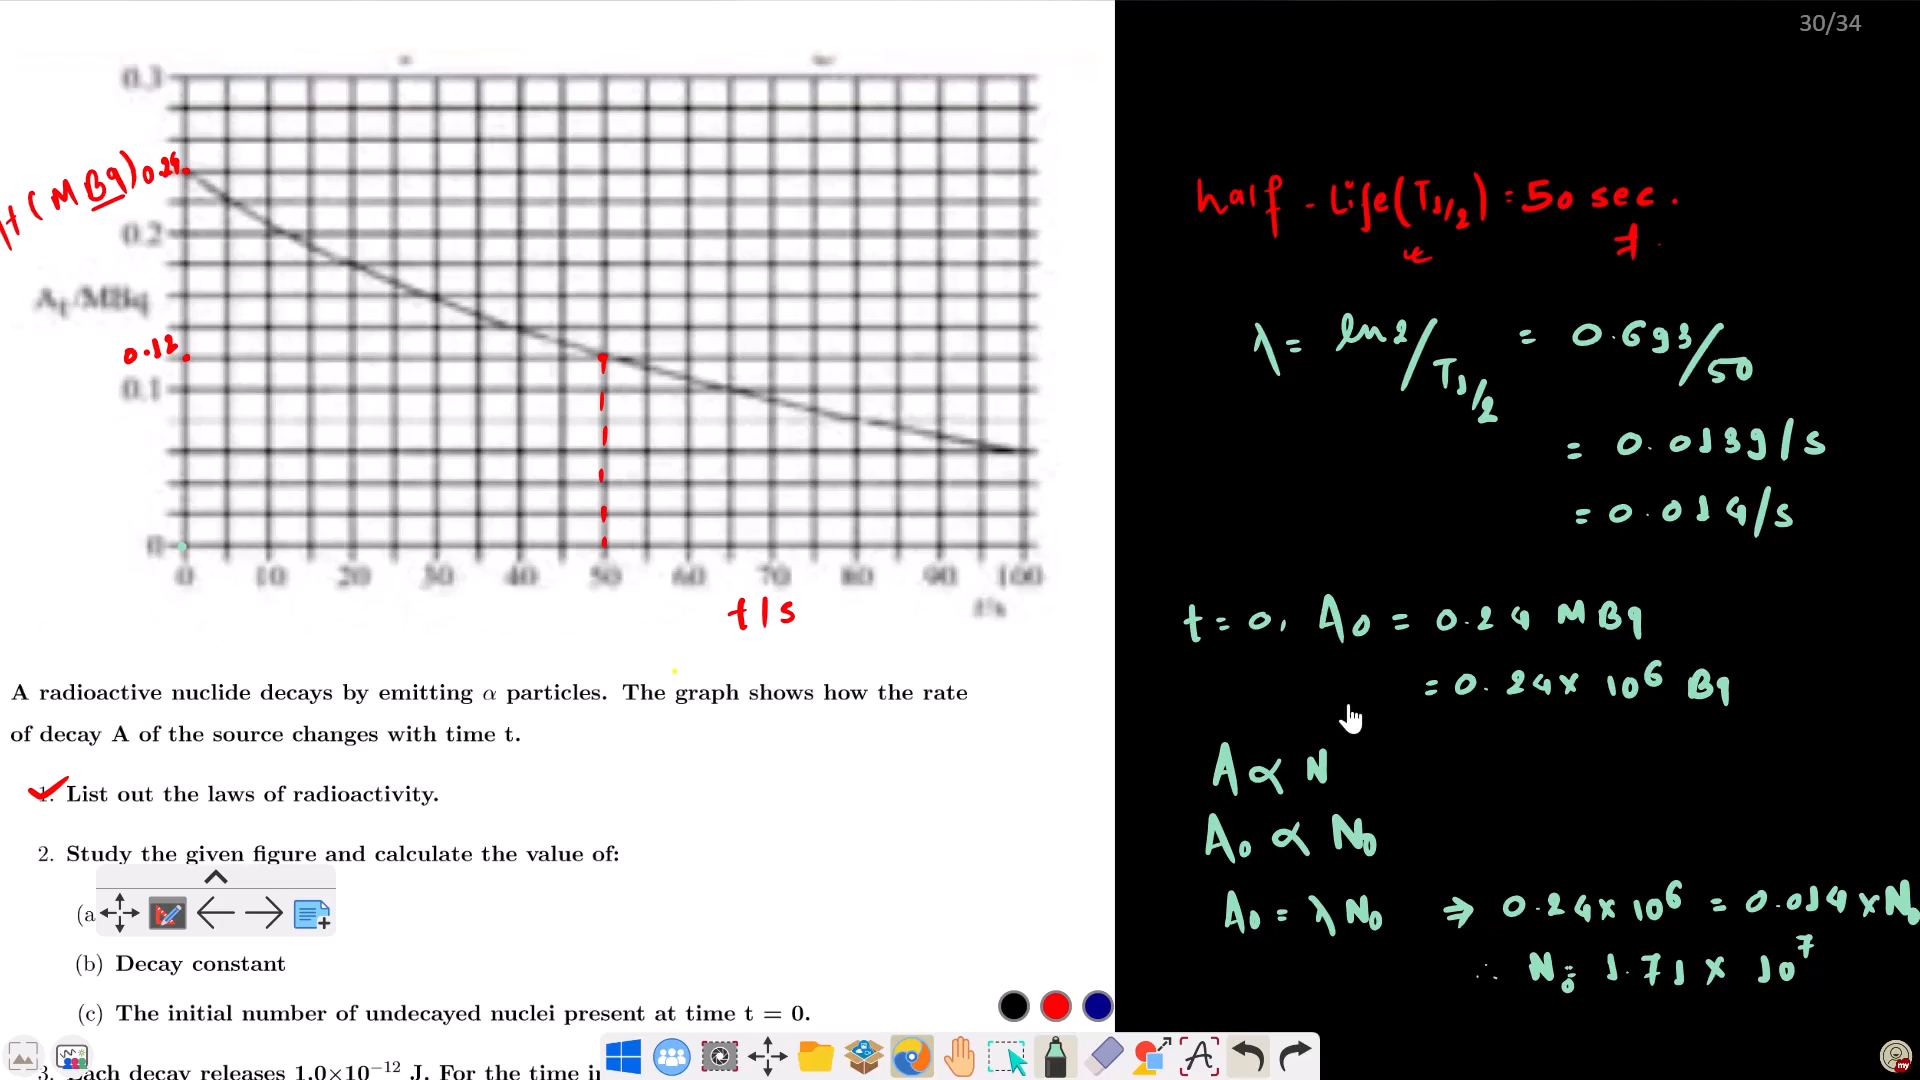 30/34
0.3
A(MBq) 0.24
0.2
At/MBq
0.12
0.1
0
0 10 20 30 40 50 60 70 80 90 100
t/s
t/s
A radioactive nuclide decays by emitting α particles. The graph shows how the rate
of decay A of the source changes with time t.
1. List out the laws of radioactivity.
2. Study the given figure and calculate the value of:
(a
(b) Decay constant
(c) The initial number of undecayed nuclei present at time t = 0.
3. Each decay releases 1.0×10⁻¹² J. For the time
half-Life(T1/2) = 50 sec.
λ = ln2/T1/2 = 0.693/50
= 0.0139/s
= 0.014/s
t=0, A0 = 0.24 MBq
= 0.24 × 10⁶ Bq
A ∝ N
A0 ∝ N0
A0 = λ N0 ⇒ 0.24 × 10⁶ = 0.014 × N0
∴ N0 = 1.71 × 10⁷